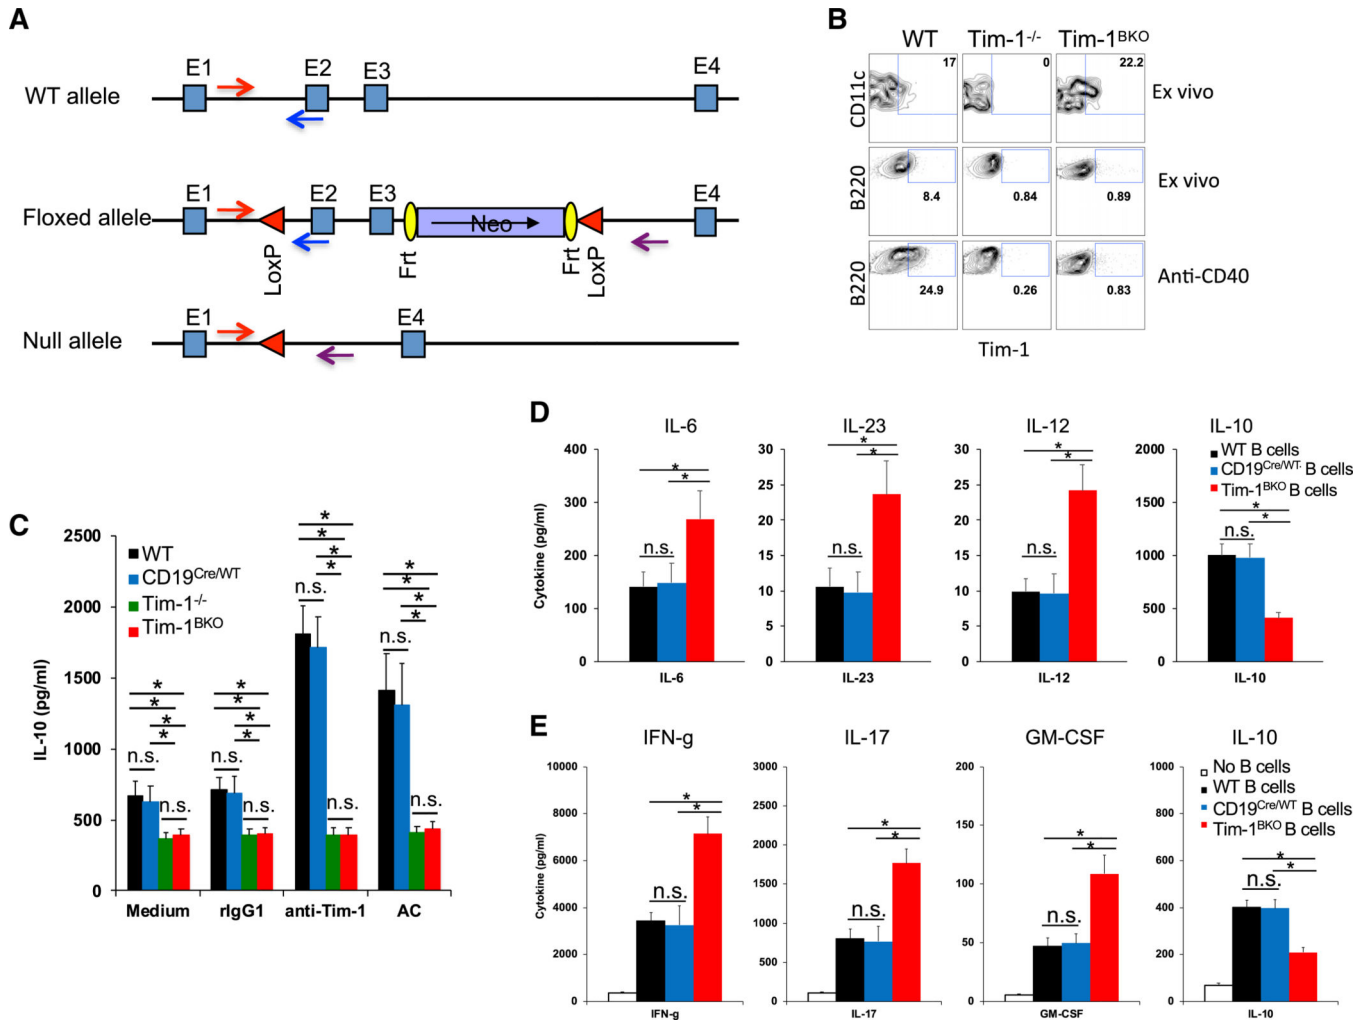 A
E1
E2
E3
E4
WT allele
E1
E2
E3
E4
Floxed allele
Neo
LoxP
Frt
Frt
LoxP
E1
E4
Null allele
B
WT Tim-1-/- Tim-1BKO
CD11c
17
0
22.2
Ex vivo
B220
8.4
0.84
0.89
Ex vivo
B220
24.9
0.26
0.83
Anti-CD40
Tim-1
C
IL-10 (pg/ml)
2500
2000
1500
1000
500
0
WT
CD19Cre/WT
Tim-1-/-
Tim-1BKO
* * * *
n.s.
n.s.
* * * *
n.s.
n.s.
* * * *
n.s.
n.s.
* * * *
n.s.
n.s.
Medium rIgG1 anti-Tim-1 AC
D
Cytokine (pg/ml)
IL-6
400
300
200
100
0
* *
n.s.
IL-6
IL-23
30
25
20
15
10
5
0
* *
n.s.
IL-23
IL-12
30
25
20
15
10
5
0
* *
n.s.
IL-12
IL-10
2000
1500
1000
500
0
WT B cells
CD19Cre/WT. B cells
Tim-1BKO B cells
* *
n.s.
IL-10
E
Cytokine (pg/ml)
IFN-g
10000
8000
6000
4000
2000
0
* *
n.s.
IFN-g
IL-17
3000
2500
2000
1500
1000
500
0
* *
n.s.
IL-17
GM-CSF
200
150
100
50
0
* *
n.s.
GM-CSF
IL-10
1000
800
600
400
200
0
No B cells
WT B cells
CD19Cre/WT B cells
Tim-1BKO B cells
* *
n.s.
IL-10